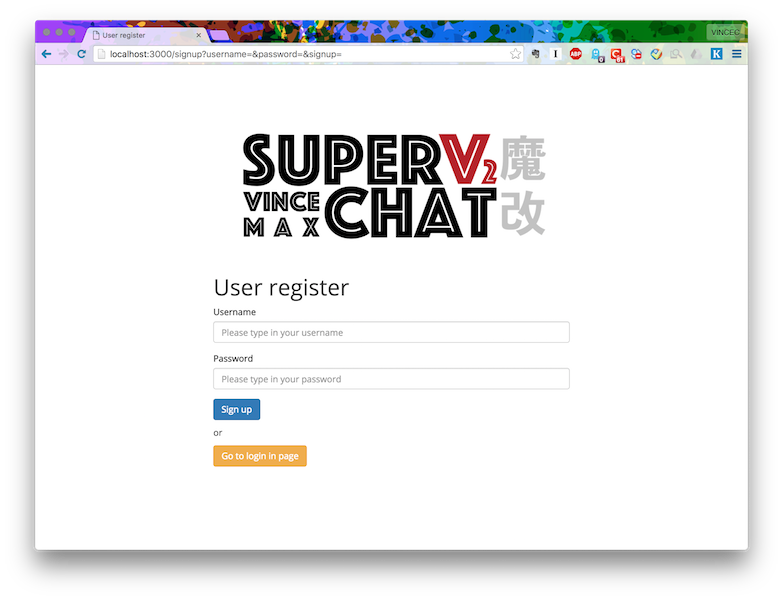 User register
VINCEC
localhost:3000/signup?username=&password=&signup=
ABP
SUPER V2 魔
VINCE CHAT 改
MAX
User register
Username
Please type in your username
Password
Please type in your password
Sign up
or
Go to login in page